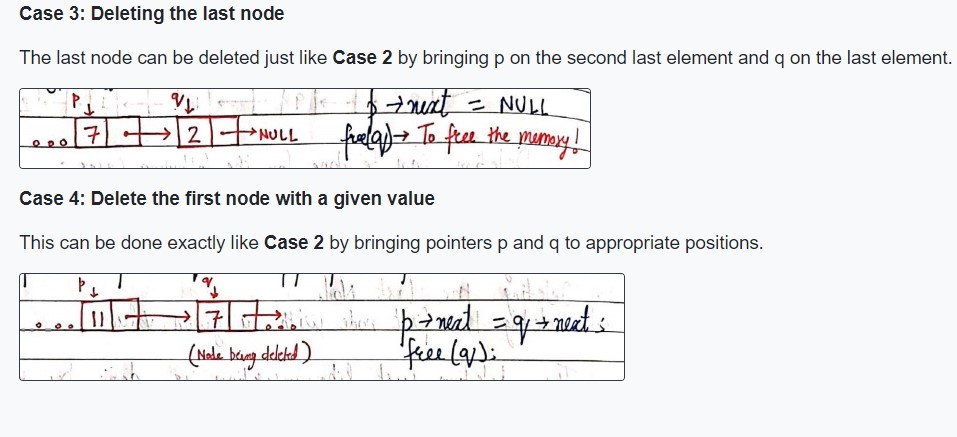 Case 3: Deleting the last node
The last node can be deleted just like Case 2 by bringing p on the second last element and q on the last element.
p q p→next = NULL
7 2 →NULL free(q)→ To free the memory!
Case 4: Delete the first node with a given value
This can be done exactly like Case 2 by bringing pointers p and q to appropriate positions.
p q
11 7 p→next = q→next ;
(Node being deleted) free(q);